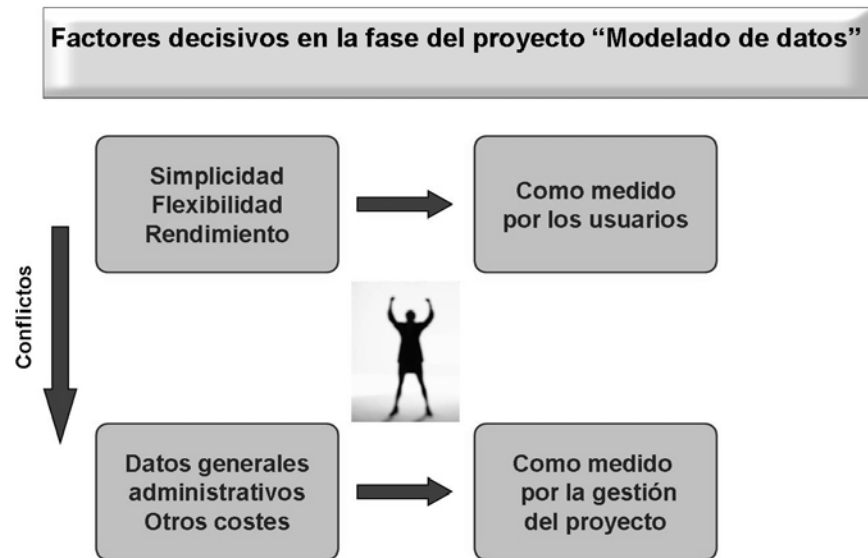 Factores decisivos en la fase del proyecto “Modelado de datos”
Simplicidad
Flexibilidad
Rendimiento
Como medido
por los usuarios
Conflictos
Datos generales
administrativos
Otros costes
Como medido
por la gestión
del proyecto